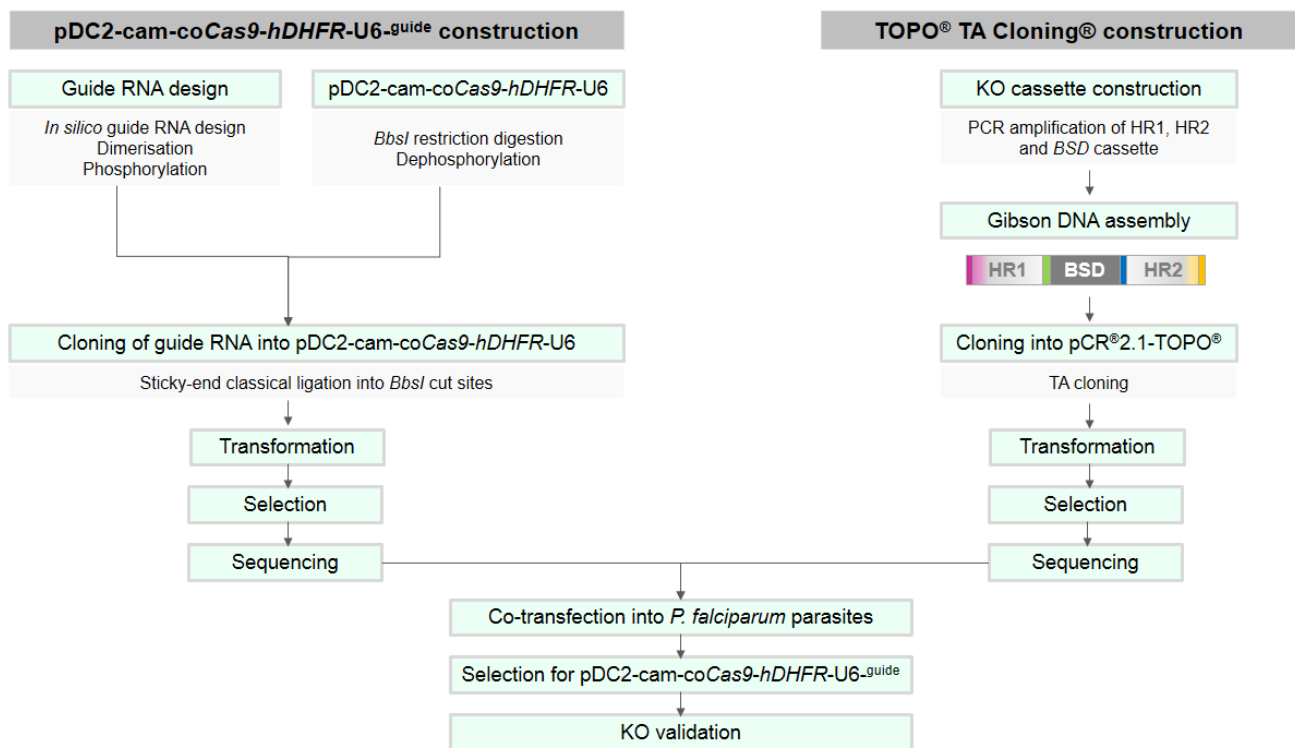 pDC2-cam-coCas9-hDHFR-U6-guide construction
TOPO® TA Cloning® construction
Guide RNA design
pDC2-cam-coCas9-hDHFR-U6
KO cassette construction
In silico guide RNA design
Dimerisation
Phosphorylation
BbsI restriction digestion
Dephosphorylation
PCR amplification of HR1, HR2
and BSD cassette
Gibson DNA assembly
HR1 BSD HR2
Cloning of guide RNA into pDC2-cam-coCas9-hDHFR-U6
Cloning into pCR®2.1-TOPO®
Sticky-end classical ligation into BbsI cut sites
TA cloning
Transformation
Transformation
Selection
Selection
Sequencing
Sequencing
Co-transfection into P. falciparum parasites
Selection for pDC2-cam-coCas9-hDHFR-U6-guide
KO validation